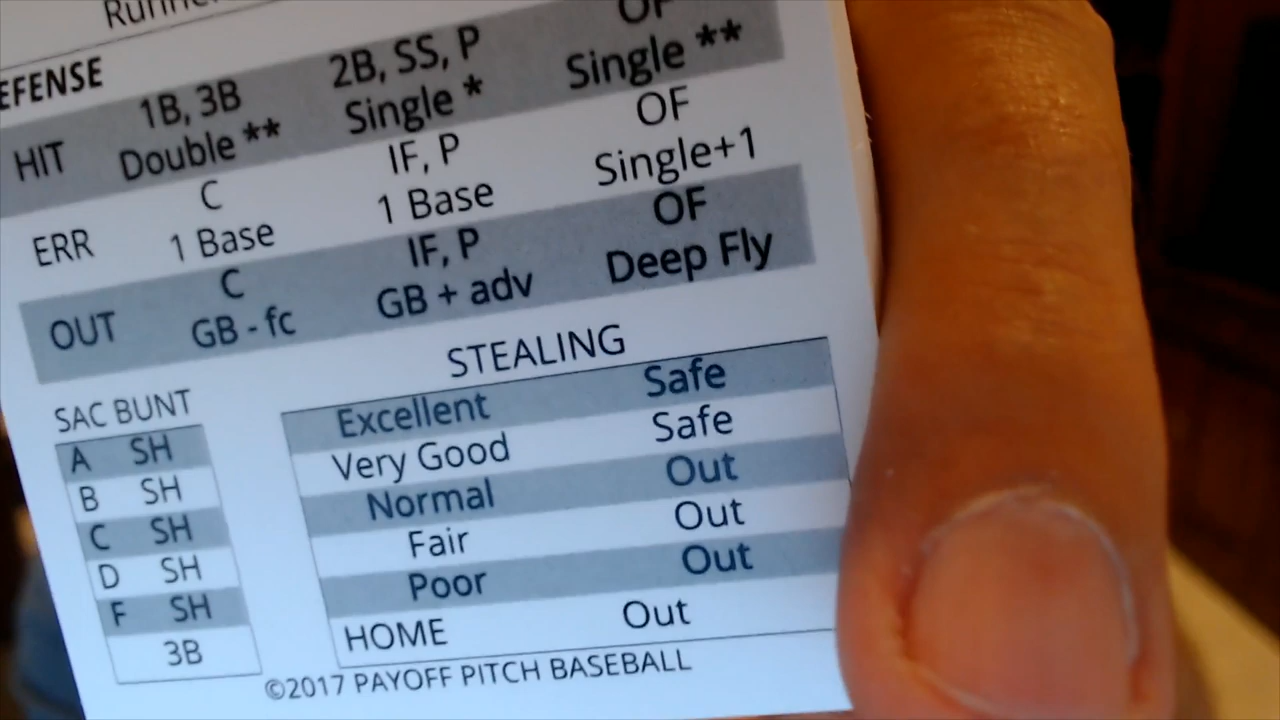 Runne
EFENSE
1B, 3B 2B, SS, P OF
HIT Double ** Single * Single **
C IF, P OF
ERR 1 Base 1 Base Single+1
C IF, P OF
OUT GB - fc GB + adv Deep Fly
SAC BUNT
A SH
B SH
C SH
D SH
F SH
3B
STEALING
Excellent Safe
Very Good Safe
Normal Out
Fair Out
Poor Out
HOME Out
©2017 PAYOFF PITCH BASEBALL